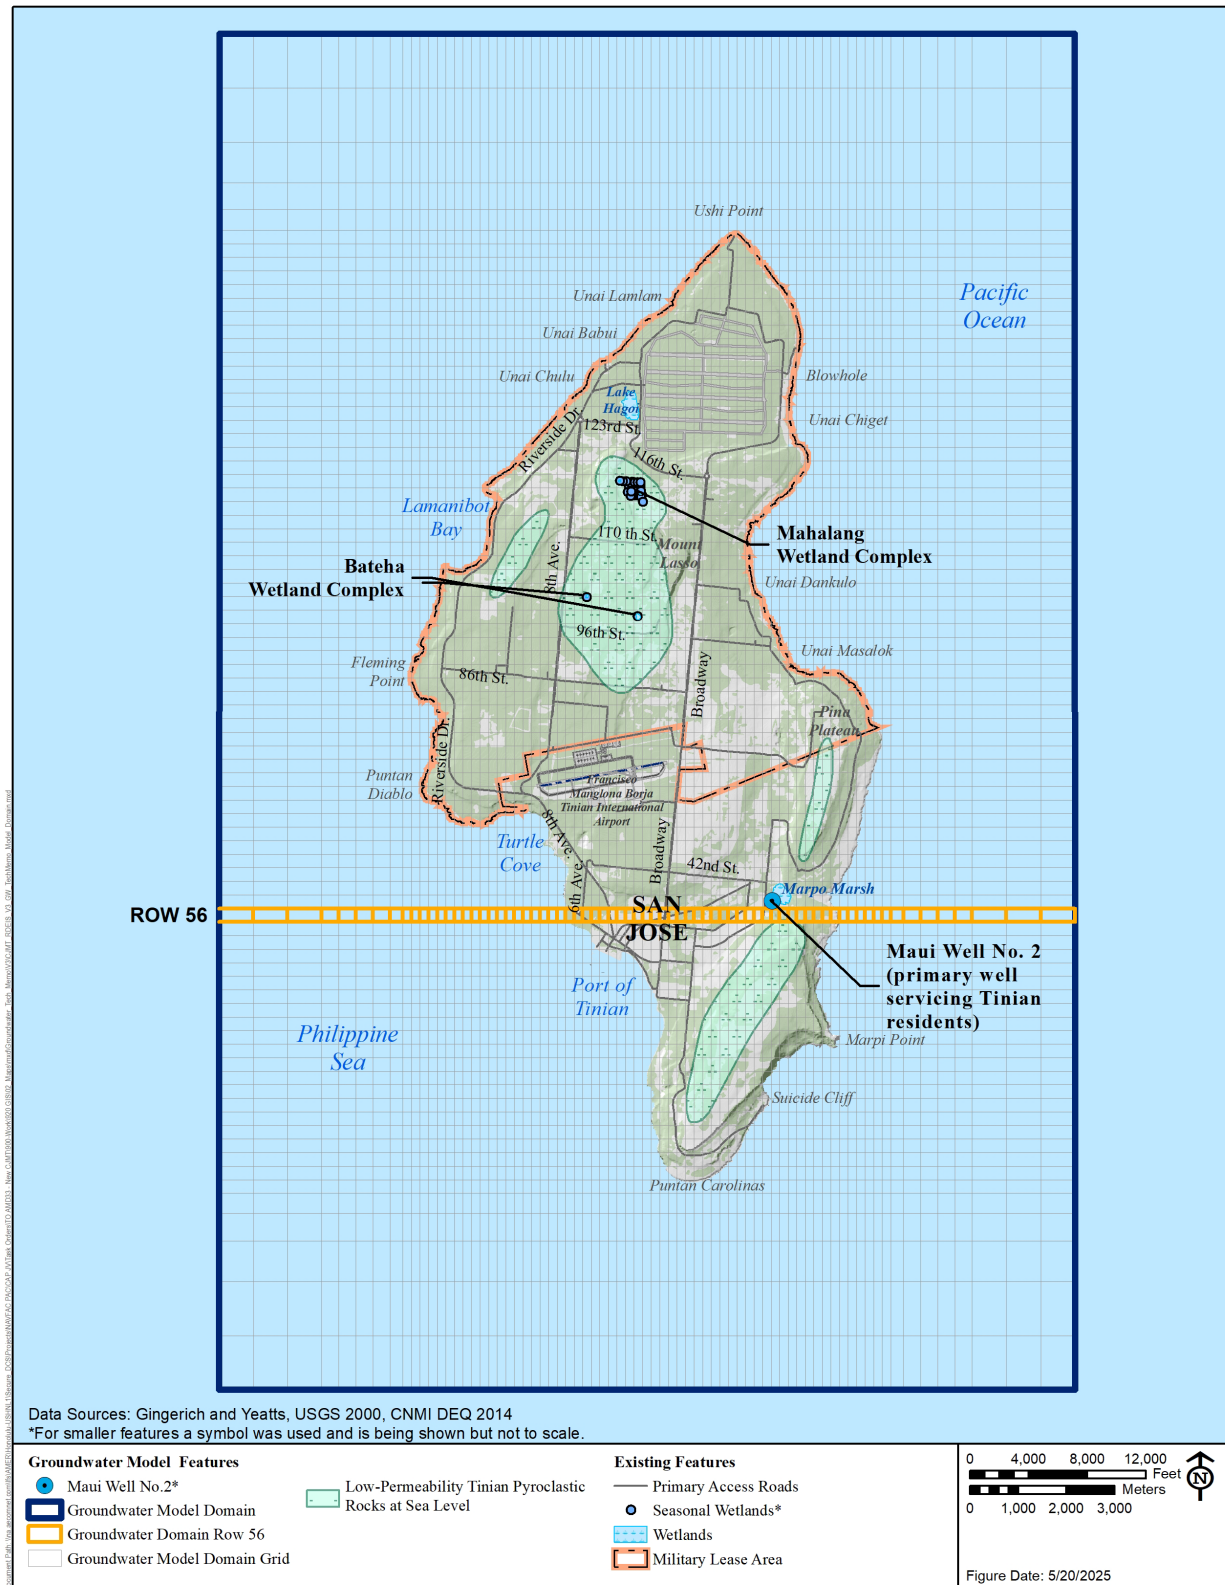 Ushi Point
Pacific
Ocean
Unai Lamlam
Unai Babui
Unai Chulu
Blowhole
Lake
Hagoi
Unai Chiget
123rd St.
Riverside Dr.
116th St.
Lamanibot
Bay
110 th St.
Mount
Lasso
Mahalang
Wetland Complex
8th Ave.
Bateha
Wetland Complex
Unai Dankulo
96th St.
Unai Masalok
Fleming
Point
86th St.
Broadway
Pina
Plateau
Riverside Dr.
Puntan
Diablo
Francisco
Manglona Borja
Tinian International
Airport
8th Ave.
Turtle
Cove
Broadway
42nd St.
6th Ave.
Marpo Marsh
SAN
JOSE
ROW 56
Maui Well No. 2
(primary well
servicing Tinian
residents)
Port of
Tinian
Philippine
Sea
Marpi Point
Suicide Cliff
Puntan Carolinas
Data Sources: Gingerich and Yeatts, USGS 2000, CNMI DEQ 2014
*For smaller features a symbol was used and is being shown but not to scale.
Groundwater Model Features
Maui Well No.2*
Groundwater Model Domain
Groundwater Domain Row 56
Groundwater Model Domain Grid
Low-Permeability Tinian Pyroclastic
Rocks at Sea Level
Existing Features
Primary Access Roads
Seasonal Wetlands*
Wetlands
Military Lease Area
0 4,000 8,000 12,000
Feet
Meters
0 1,000 2,000 3,000
N
Figure Date: 5/20/2025